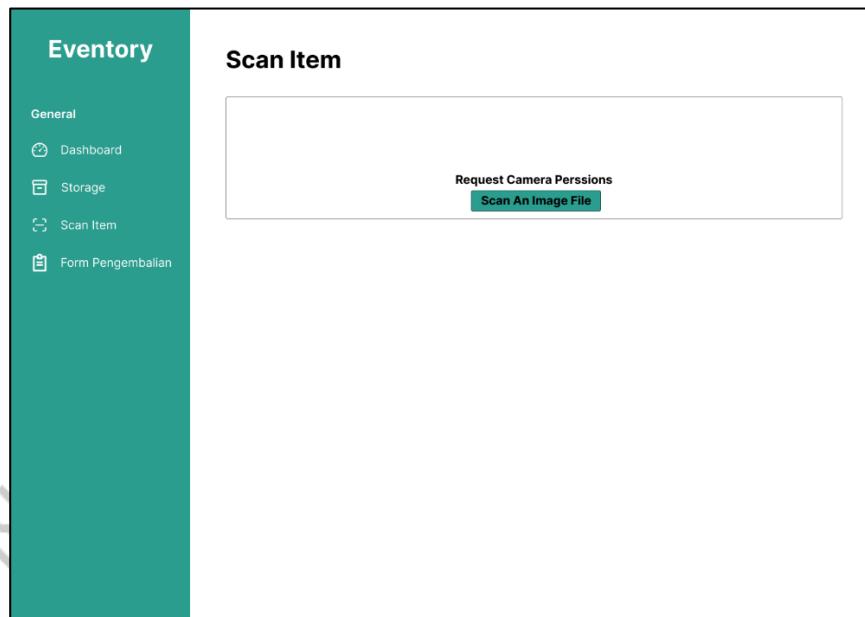 Eventory
General
Dashboard
Storage
Scan Item
Form Pengembalian
Scan Item
Request Camera Perssions
Scan An Image File